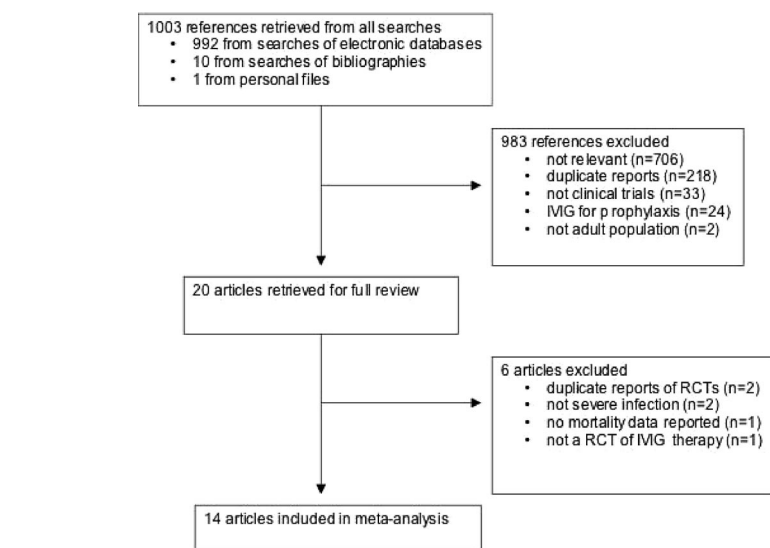 1003 references retrieved from all searches
• 992 from searches of electronic databases
• 10 from searches of bibliographies
• 1 from personal files
983 references excluded
• not relevant (n=706)
• duplicate reports (n=218)
• not clinical trials (n=33)
• IVIG for prophylaxis (n=24)
• not adult population (n=2)
20 articles retrieved for full review
6 articles excluded
• duplicate reports of RCTs (n=2)
• not severe infection (n=2)
• no mortality data reported (n=1)
• not a RCT of IVIG therapy (n=1)
14 articles included in meta-analysis